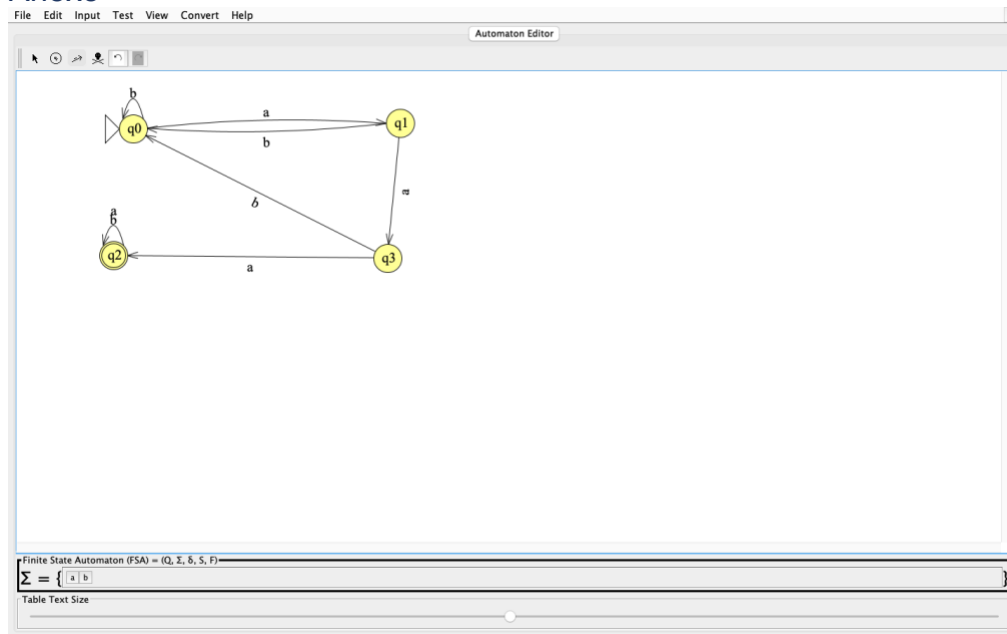 File Edit Input Test View Convert Help
Automaton Editor
b
q0
a
b
q1
a
b
a
b
q2
a
q3
Finite State Automaton (FSA) = (Q, Σ, δ, S, F)
Σ = { a b }
Table Text Size